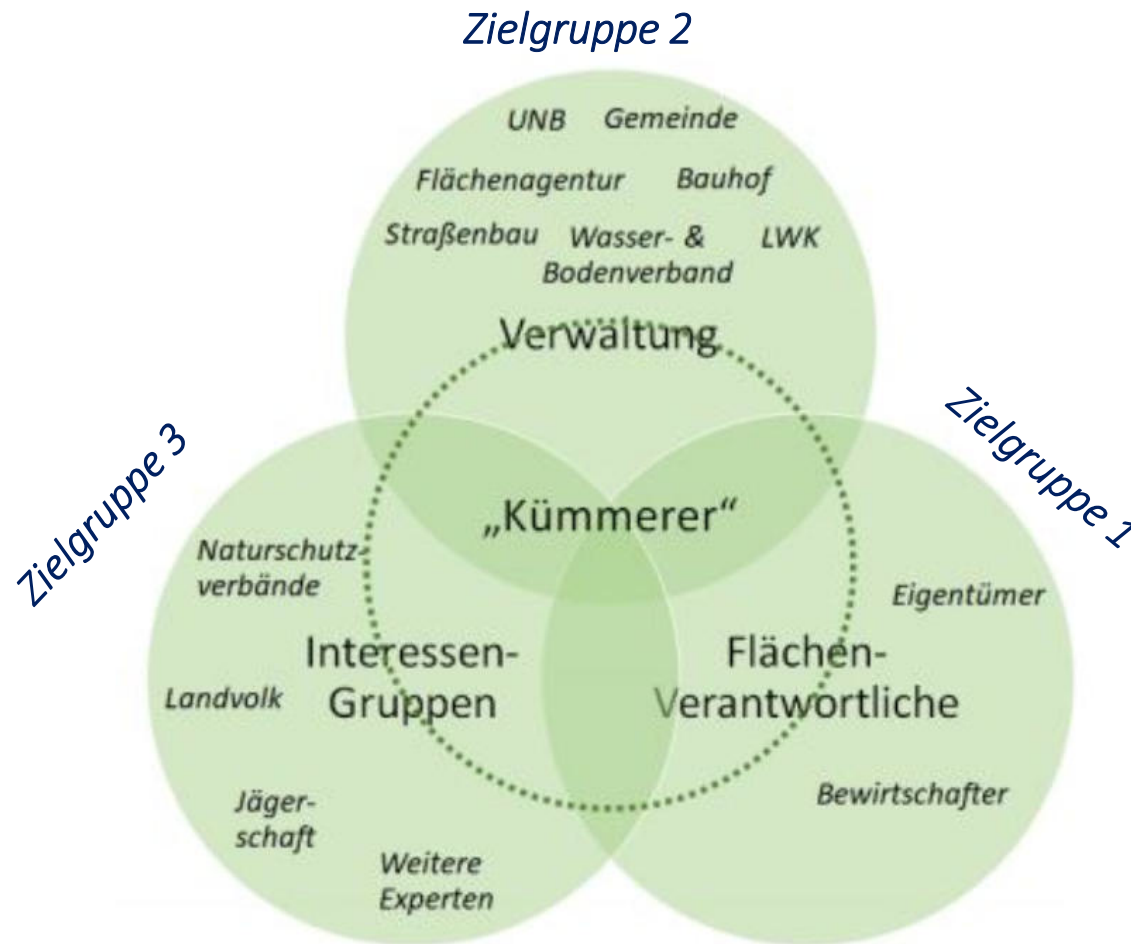 Zielgruppe 2
UNB Gemeinde
Flächenagentur Bauhof
Straßenbau Wasser- & LWK
Bodenverband
Verwaltung
Zielgruppe 3
Zielgruppe 1
„Kümmerer“
Naturschutz-
verbände
Eigentümer
Interessen-
Gruppen
Flächen-
Verantwortliche
Landvolk
Bewirtschafter
Jäger-
schaft
Weitere
Experten